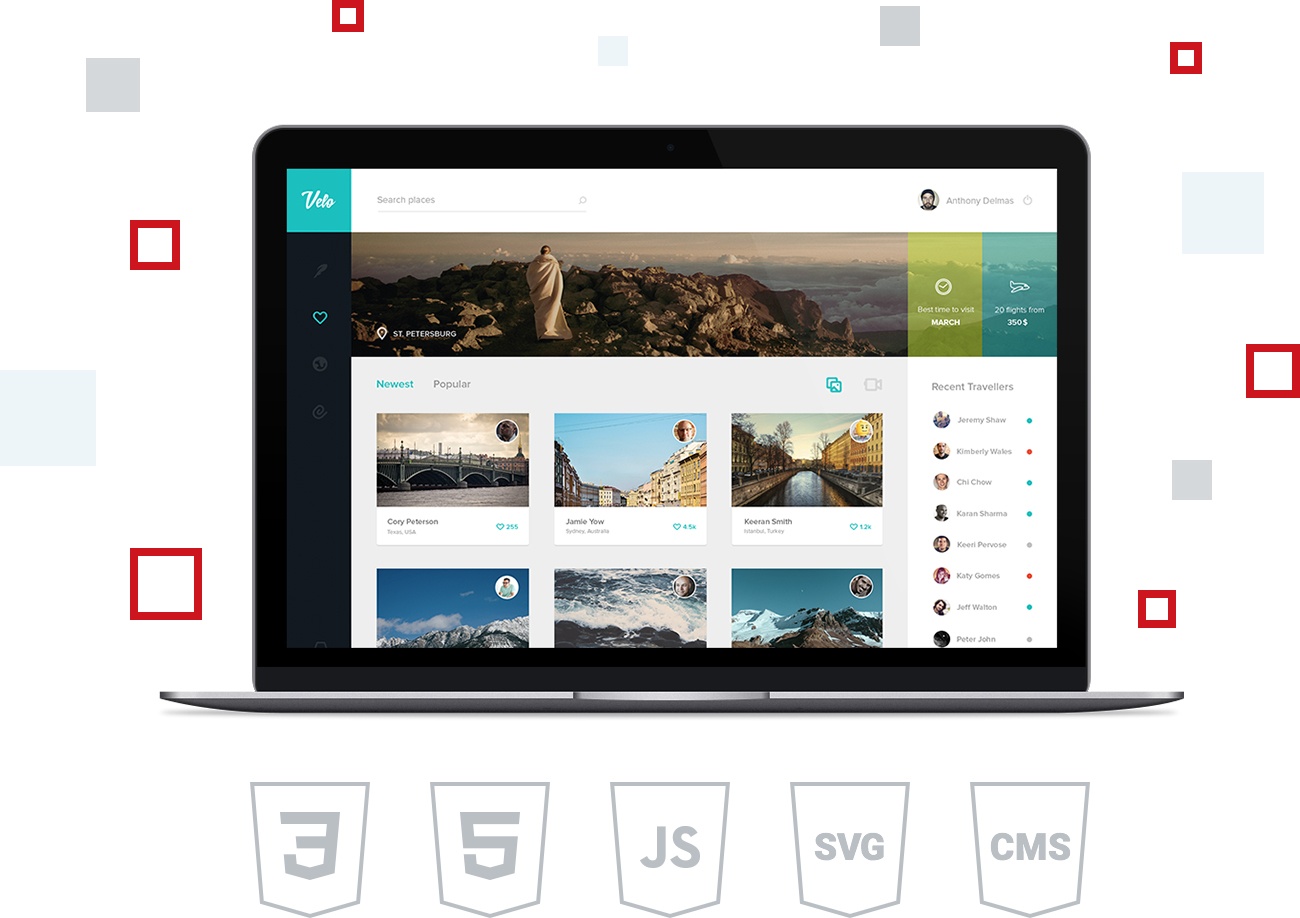 Velo
Search places
Anthony Delmas
ST. PETERSBURG
Best time to visit
MARCH
20 flights from
350$
Newest
Popular
Recent Travellers
Cory Peterson
Texas, USA
255
Jamie Yow
Sydney, Australia
4.5k
Keeran Smith
Istanbul, Turkey
1.2k
Jeremy Shaw
Kimberly Wales
Chi Chow
Karan Sharma
Keeri Pervose
Katy Gomes
Jeff Walton
Peter John
3
5
JS
SVG
CMS